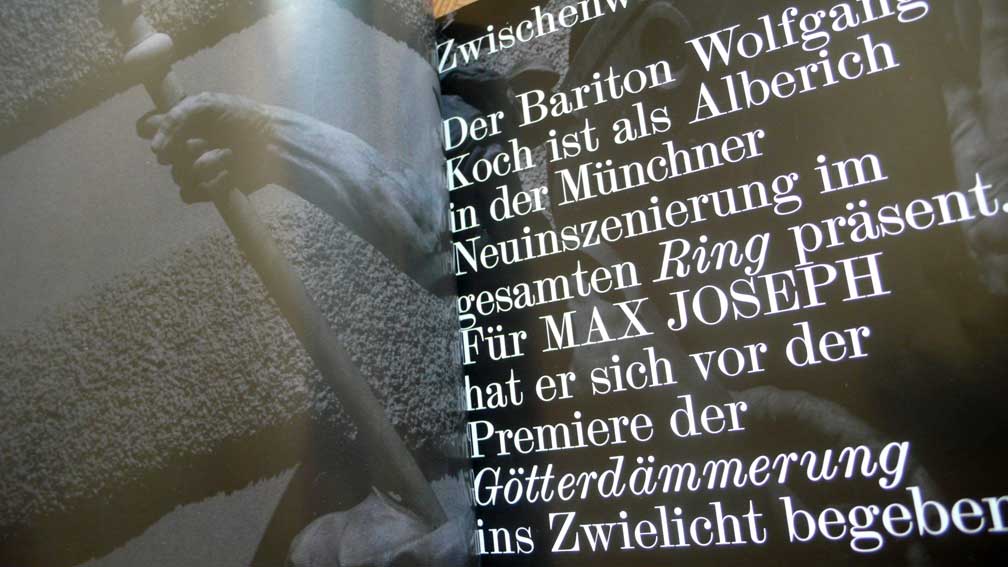 Der Bariton Wolfgang
Koch ist als Alberich
in der Münchner
Neuinszenierung im
gesamten Ring präsent.
Für MAX JOSEPH
hat er sich vor der
Premiere der
Götterdämmerung
ins Zwielicht begeben